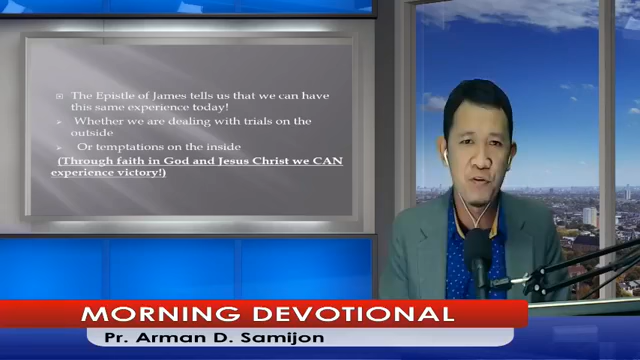 The Epistle of James tells us that we can have
this same experience today!
Whether we are dealing with trials on the
outside
Or temptations on the inside
(Through faith in God and Jesus Christ we CAN
experience victory!)
MORNING DEVOTIONAL
Pr. Arman D. Samijon